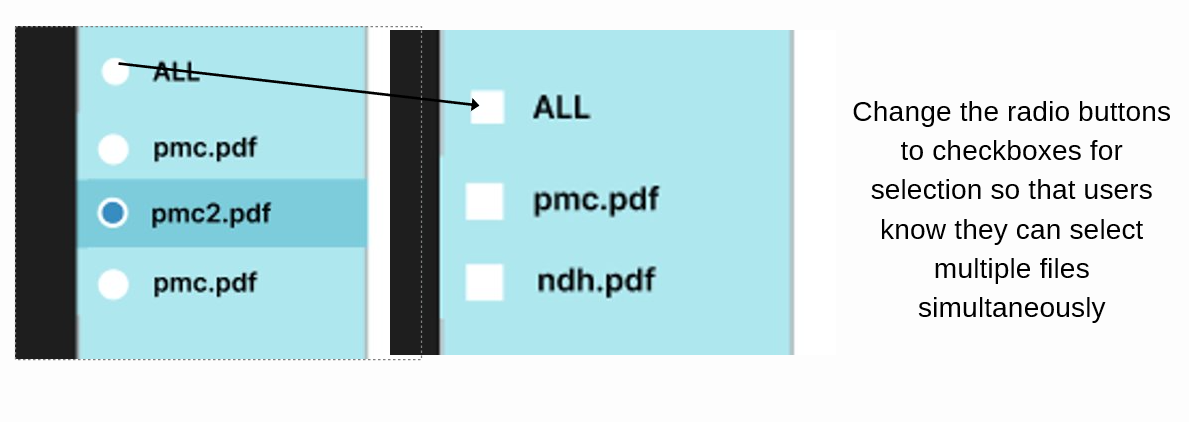 ALL
pmc.pdf
pmc2.pdf
pmc.pdf
ALL
pmc.pdf
ndh.pdf
Change the radio buttons
to checkboxes for
selection so that users
know they can select
multiple files
simultaneously